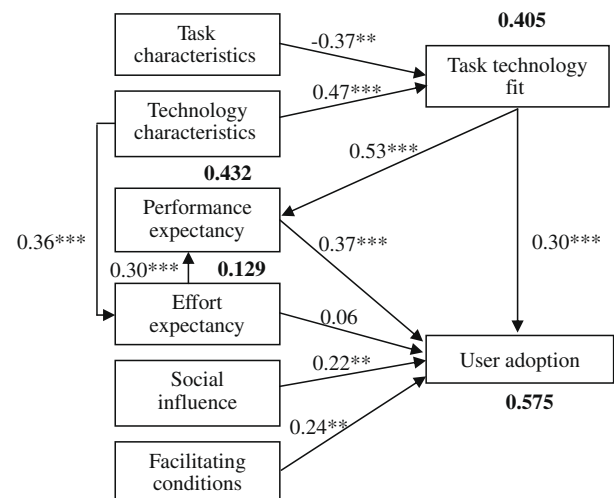 0.405
Task
characteristics
-0.37**
Task technology
fit
Technology
characteristics
0.47***
0.53***
0.432
Performance
expectancy
0.36***
0.37***
0.30***
0.30***
0.129
Effort
expectancy
0.06
User adoption
Social
influence
0.22**
0.575
0.24**
Facilitating
conditions